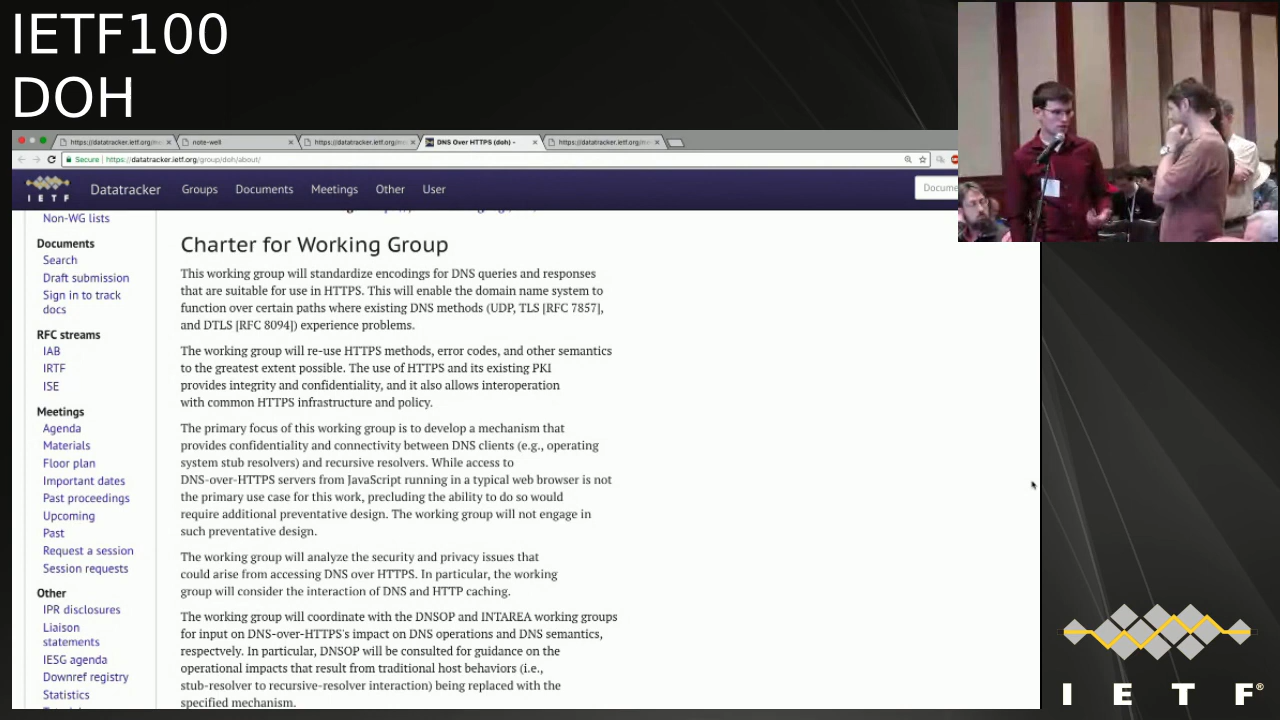 IETF100
DOH
https://datatracker.ietf.org/me
note-well
https://datatracker.ietf.org/me
DNS Over HTTPS (doh) -
https://datatracker.ietf.org/me
Secure
https://datatracker.ietf.org/group/doh/about/
I E T F
Datatracker
Groups
Documents
Meetings
Other
User
Docume
Non-WG lists
Documents
Search
Draft submission
Sign in to track
docs
RFC streams
IAB
IRTF
ISE
Meetings
Agenda
Materials
Floor plan
Important dates
Past proceedings
Upcoming
Past
Request a session
Session requests
Other
IPR disclosures
Liaison
statements
IESG agenda
Downref registry
Statistics
Charter for Working Group
This working group will standardize encodings for DNS queries and responses
that are suitable for use in HTTPS. This will enable the domain name system to
function over certain paths where existing DNS methods (UDP, TLS [RFC 7857],
and DTLS [RFC 8094]) experience problems.
The working group will re-use HTTPS methods, error codes, and other semantics
to the greatest extent possible. The use of HTTPS and its existing PKI
provides integrity and confidentiality, and it also allows interoperation
with common HTTPS infrastructure and policy.
The primary focus of this working group is to develop a mechanism that
provides confidentiality and connectivity between DNS clients (e.g., operating
system stub resolvers) and recursive resolvers. While access to
DNS-over-HTTPS servers from JavaScript running in a typical web browser is not
the primary use case for this work, precluding the ability to do so would
require additional preventative design. The working group will not engage in
such preventative design.
The working group will analyze the security and privacy issues that
could arise from accessing DNS over HTTPS. In particular, the working
group will consider the interaction of DNS and HTTP caching.
The working group will coordinate with the DNSOP and INTAREA working groups
for input on DNS-over-HTTPS's impact on DNS operations and DNS semantics,
respectvely. In particular, DNSOP will be consulted for guidance on the
operational impacts that result from traditional host behaviors (i.e.,
stub-resolver to recursive-resolver interaction) being replaced with the
specified mechanism.
I E T F®